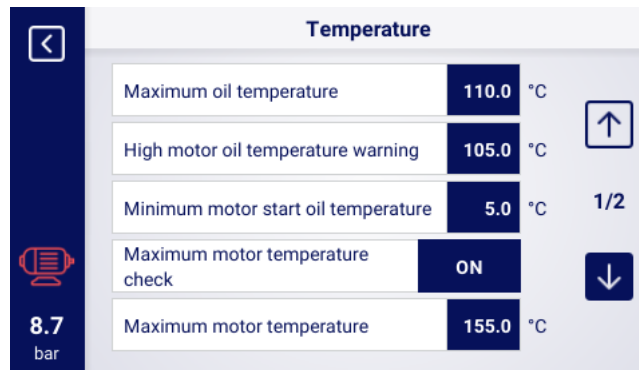 Temperature
Maximum oil temperature 110.0 °C
High motor oil temperature warning 105.0 °C
Minimum motor start oil temperature 5.0 °C
1/2
Maximum motor temperature
check
ON
Maximum motor temperature 155.0 °C
8.7
bar